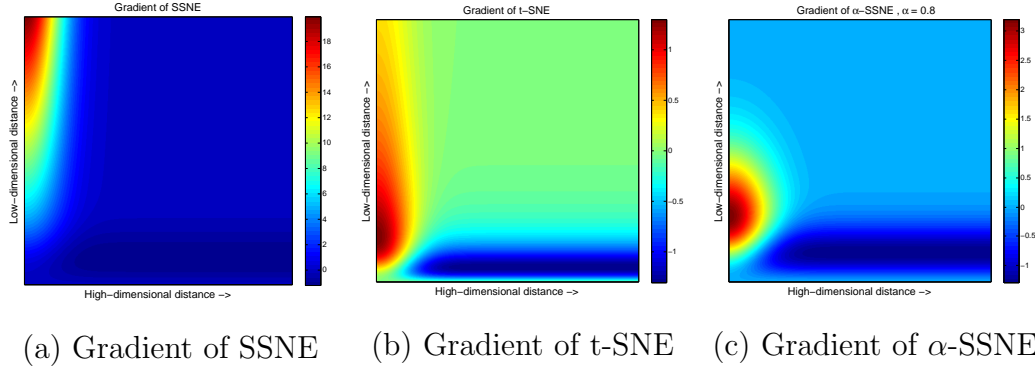 Gradient of SSNE
Low−dimensional distance −>
High−dimensional distance −>
18
16
14
12
10
8
6
4
2
0
Gradient of t−SNE
Low−dimensional distance −>
High−dimensional distance −>
1
0.5
0
−0.5
−1
Gradient of α−SSNE , α = 0.8
Low−dimensional distance −>
High−dimensional distance −>
3
2.5
2
1.5
1
0.5
0
−0.5
−1
(a) Gradient of SSNE
(b) Gradient of t-SNE
(c) Gradient of α-SSNE